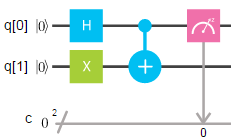 q[0] |0⟩ H z
q[1] |0⟩ X +
c 0 2
0